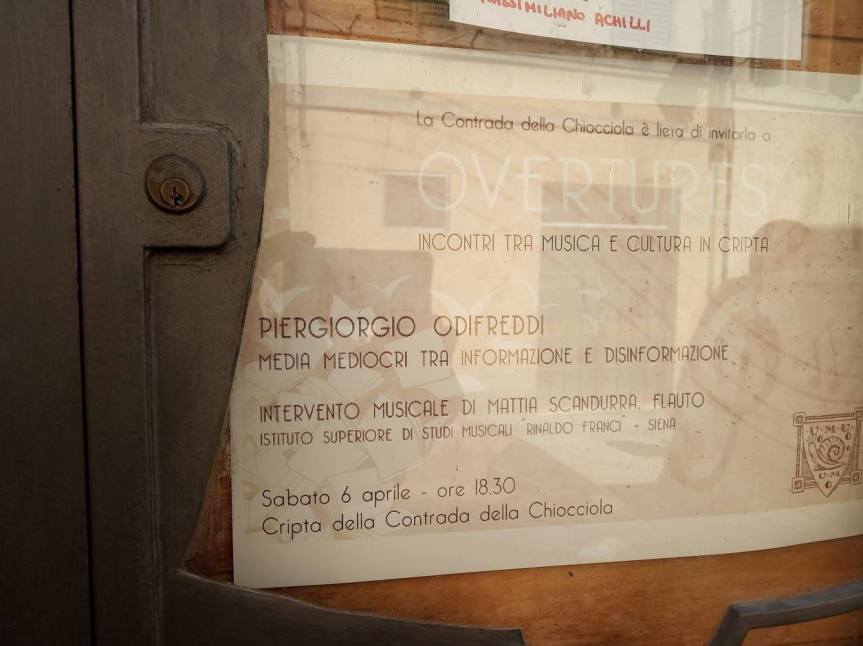 MASSIMILIANO ACHILLI
La Contrada della Chiocciola è lieta di invitarla a
OVERTURES
INCONTRI TRA MUSICA E CULTURA IN CRIPTA
PIERGIORGIO ODIFREDDI
MEDIA MEDIOCRI TRA INFORMAZIONE E DISINFORMAZIONE
INTERVENTO MUSICALE DI MATTIA SCANDURRA, FLAUTO
ISTITUTO SUPERIORE DI STUDI MUSICALI "RINALDO FRANCI" - SIENA
Sabato 6 aprile - ore 18.30
Cripta della Contrada della Chiocciola